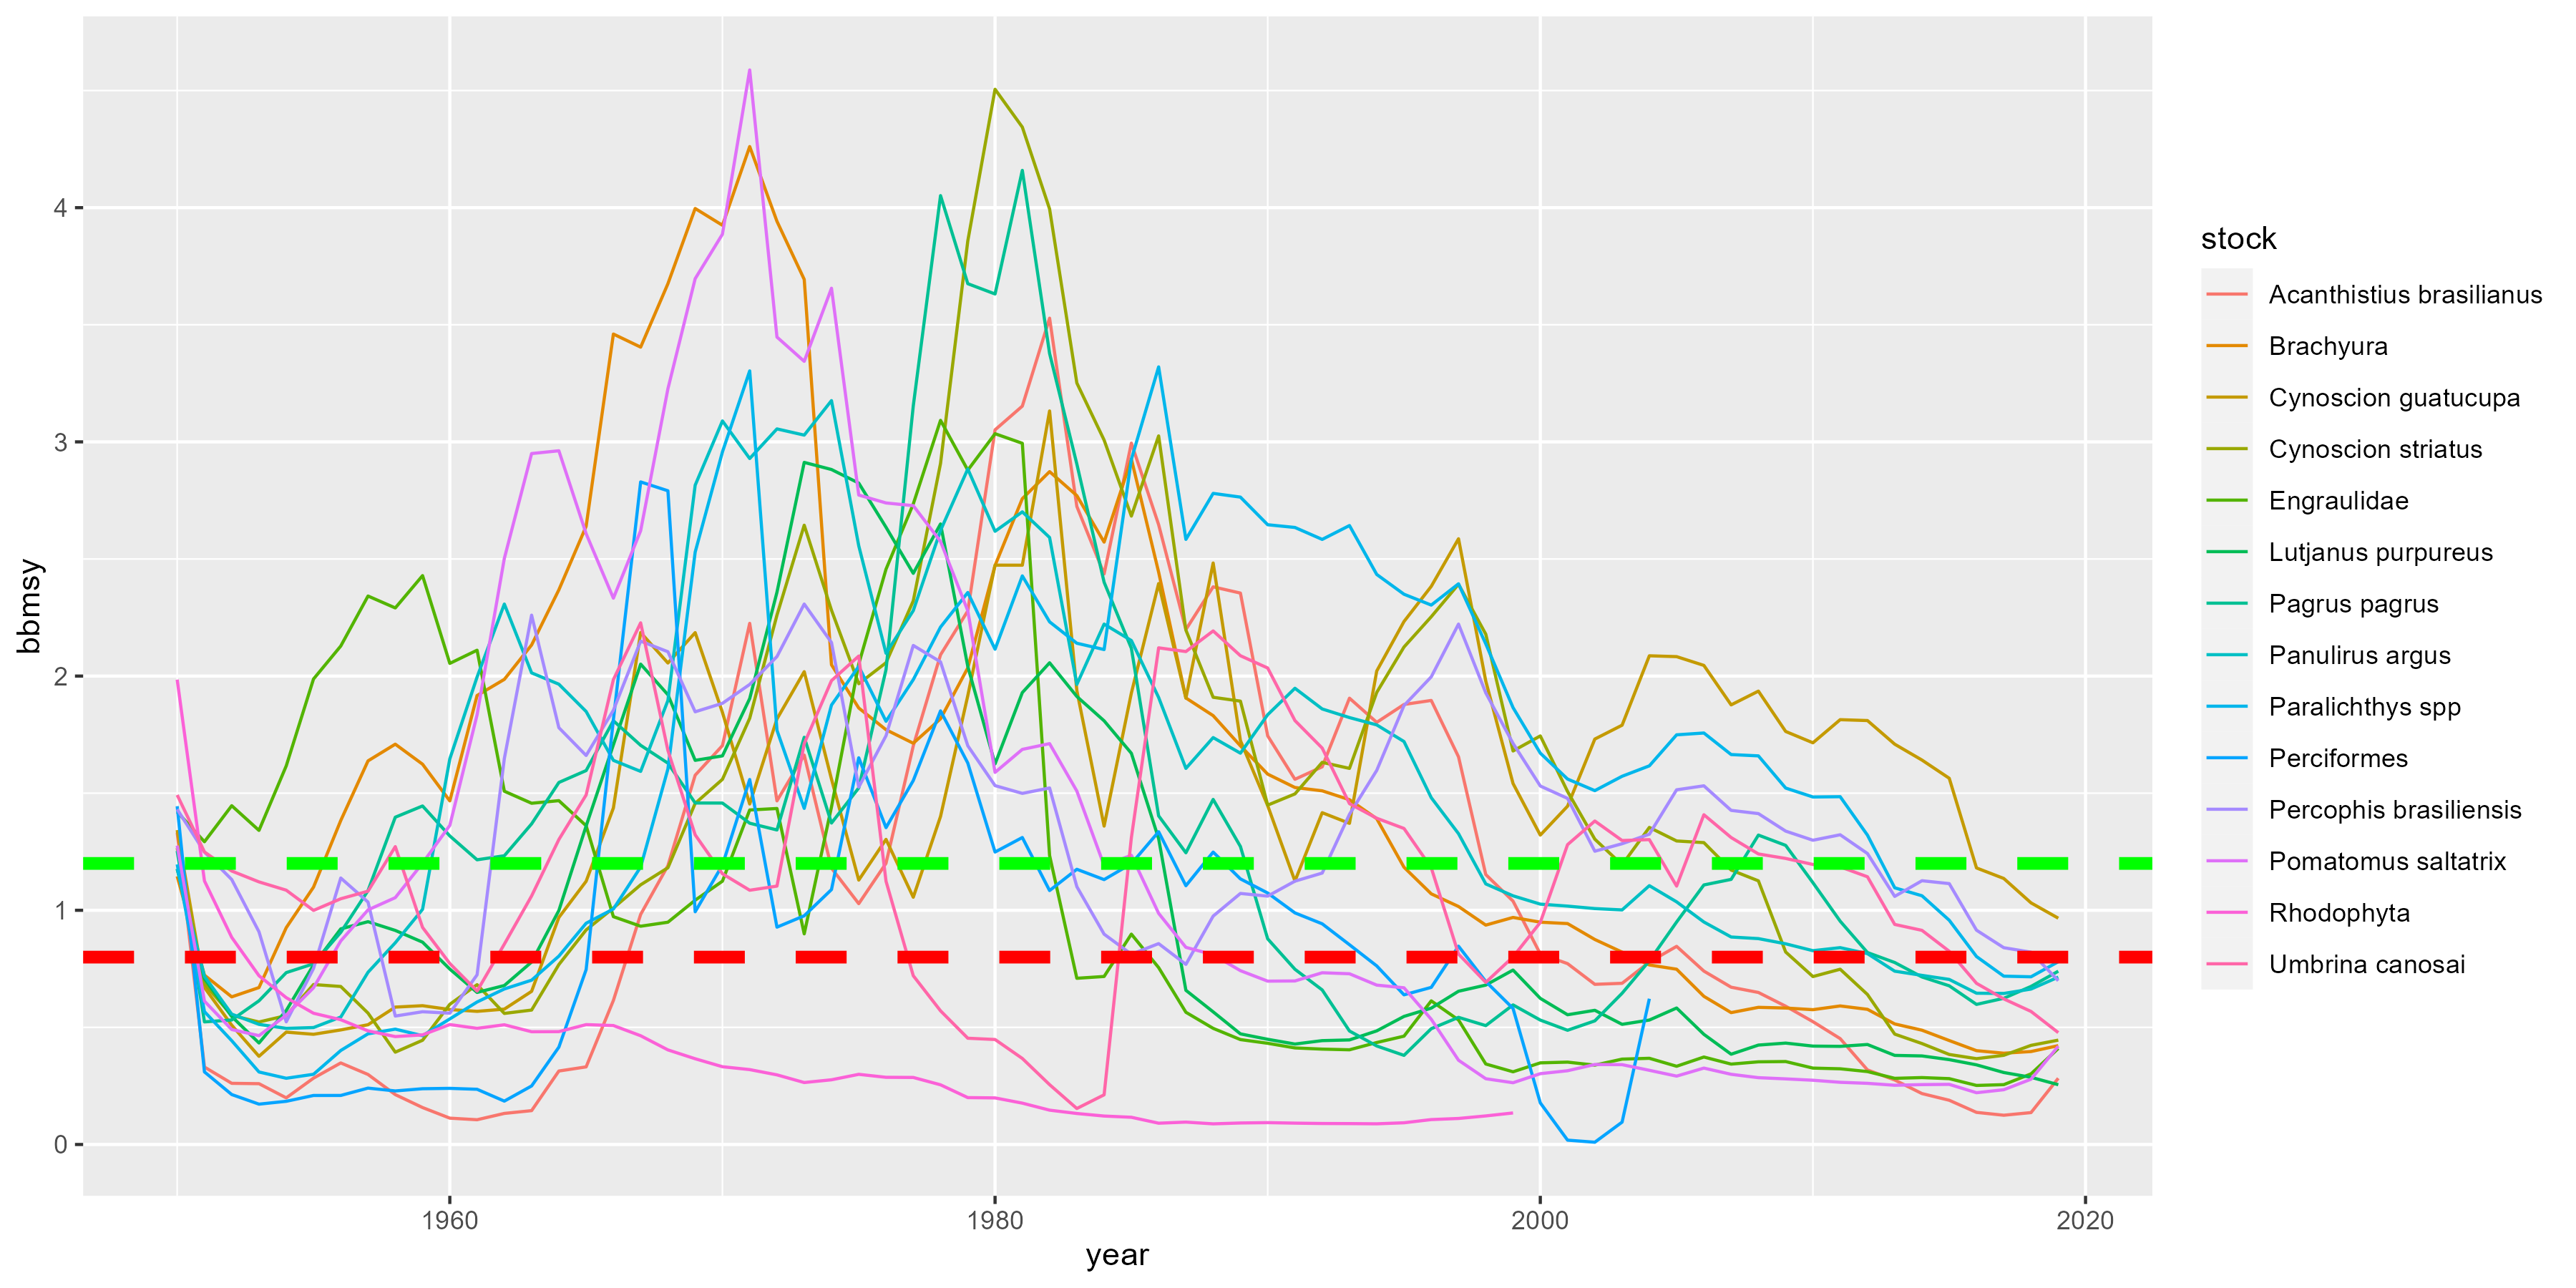 bbmsy
4
3
2
1
0
1960
1980
2000
2020
year
stock
Acanthistius brasilianus
Brachyura
Cynoscion guatucupa
Cynoscion striatus
Engraulidae
Lutjanus purpureus
Pagrus pagrus
Panulirus argus
Paralichthys spp
Perciformes
Percophis brasiliensis
Pomatomus saltatrix
Rhodophyta
Umbrina canosai